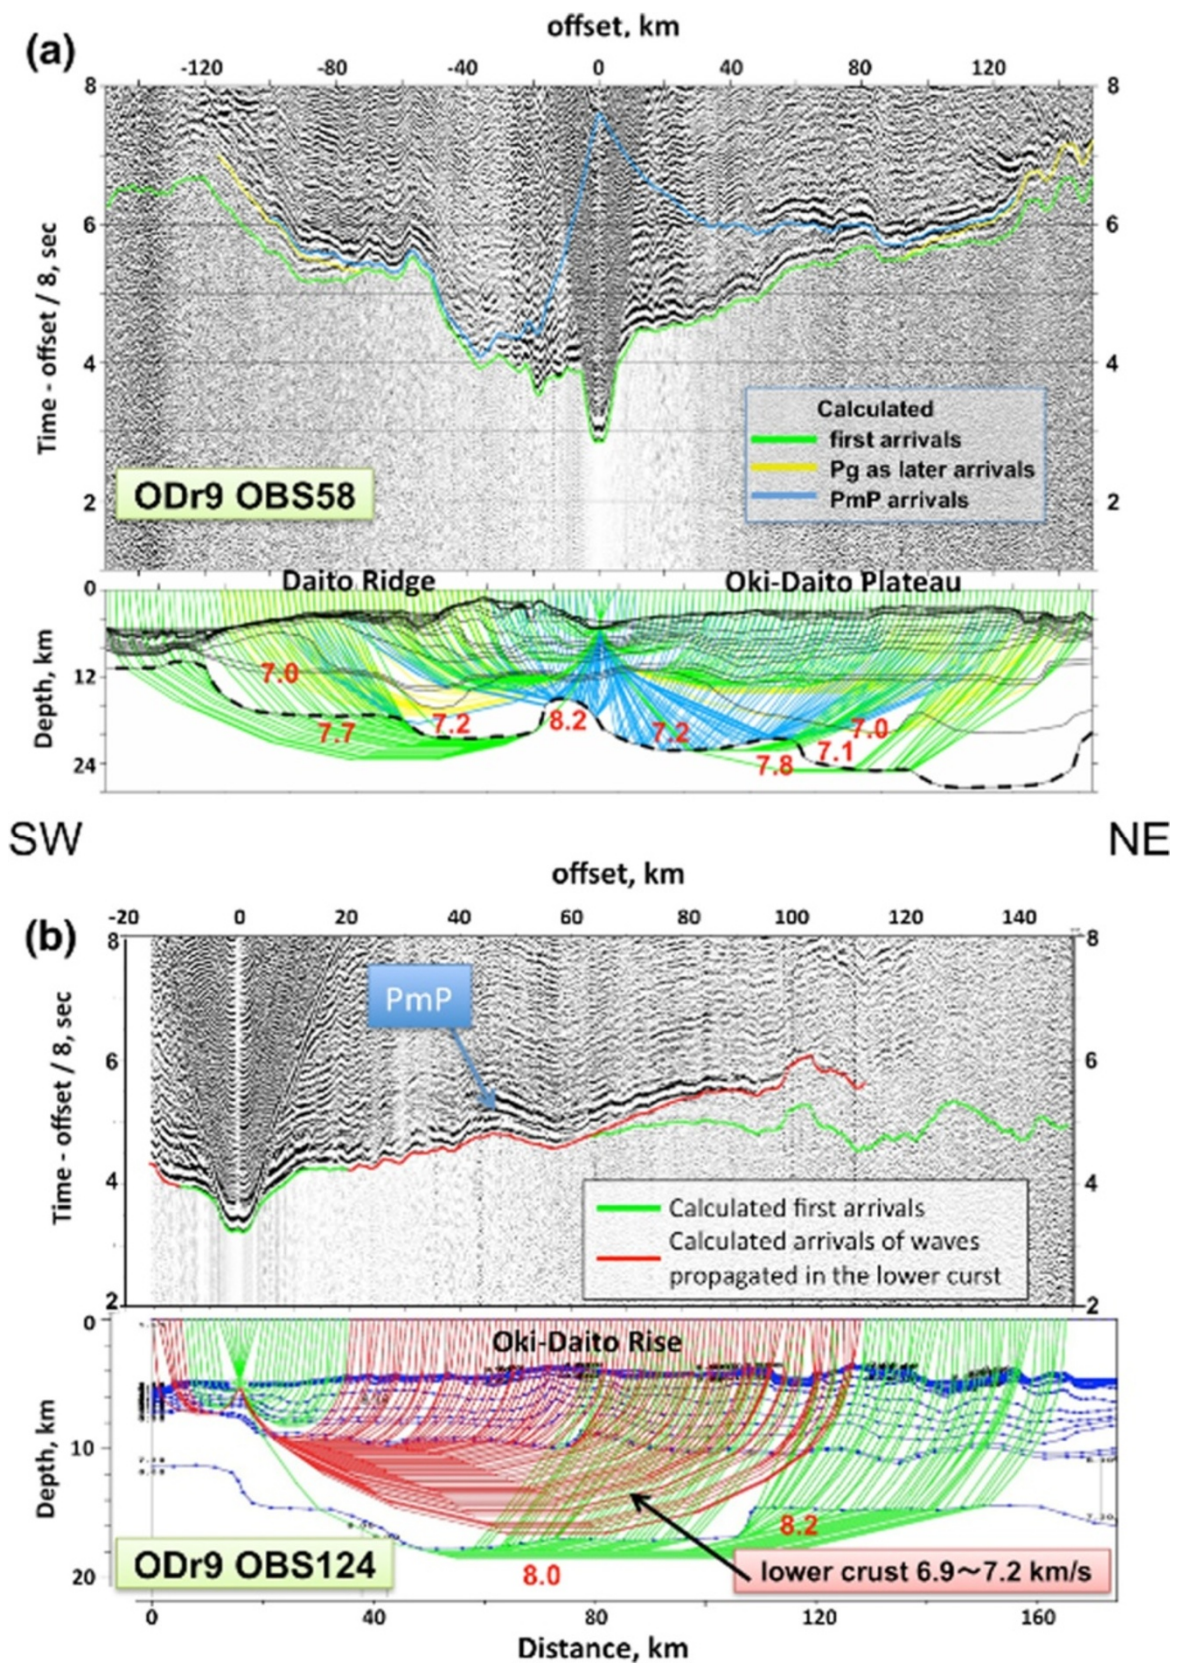 (a)
offset, km
-120 -80 -40 0 40 80 120
8 8
6 6
4 4
2 2
Time - offset / 8, sec
Calculated
first arrivals
Pg as later arrivals
PmP arrivals
ODr9 OBS58
Daito Ridge Oki-Daito Plateau
0
12
24
Depth, km
7.0
7.7
7.2
8.2
7.2
7.8
7.1
7.0
SW NE
(b)
offset, km
-20 0 20 40 60 80 100 120 140
8 8
6 6
4 4
2 2
Time - offset / 8, sec
PmP
Calculated first arrivals
Calculated arrivals of waves
propagated in the lower curst
Oki-Daito Rise
0
10
20
Depth, km
8.2
8.0
ODr9 OBS124
lower crust 6.9~7.2 km/s
0 40 80 120 160
Distance, km